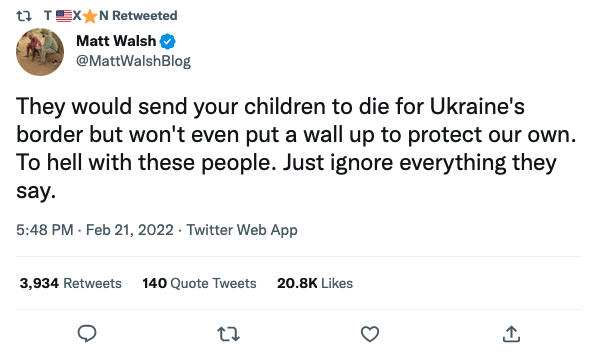 T 🇺🇸X⭐N Retweeted
Matt Walsh
@MattWalshBlog
They would send your children to die for Ukraine's
border but won't even put a wall up to protect our own.
To hell with these people. Just ignore everything they
say.
5:48 PM · Feb 21, 2022 · Twitter Web App
3,934 Retweets 140 Quote Tweets 20.8K Likes